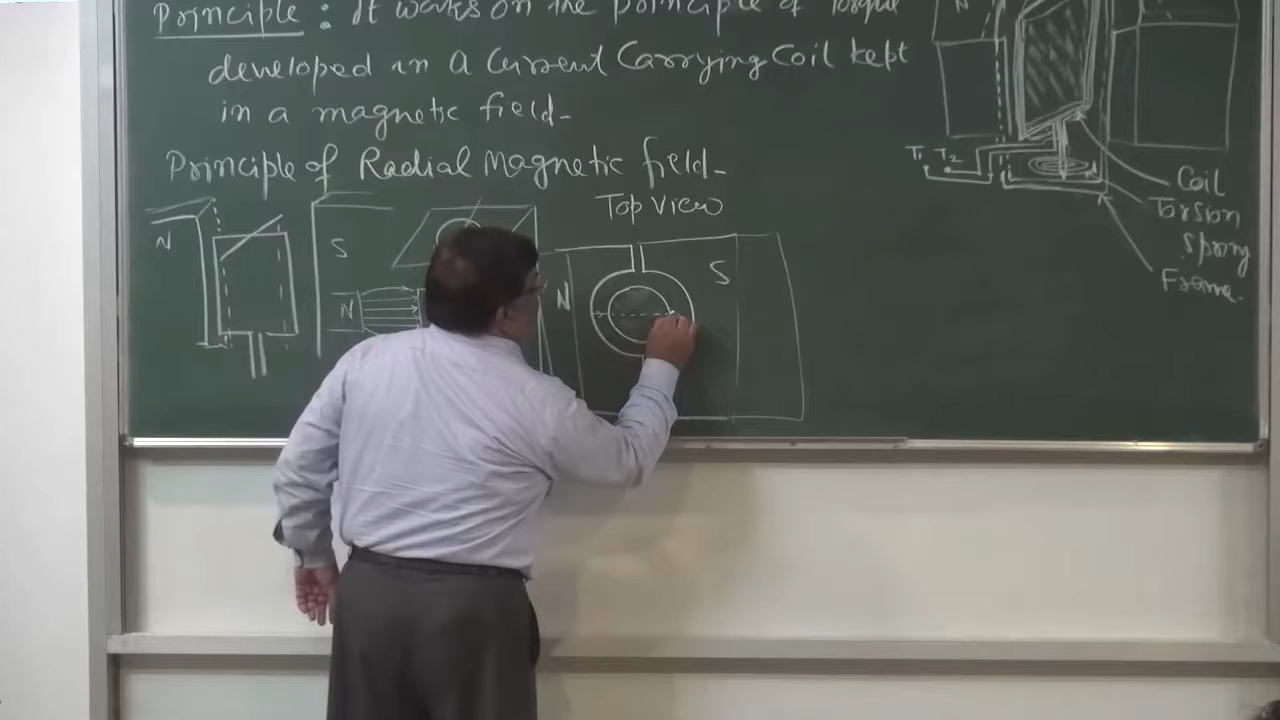 Principle : It works on the principle of Torque
developed in a Current Carrying Coil kept
in a magnetic field-
Principle of Radial Magnetic field-
Top View
N
S
N
N
S
N
T₁ T₂
Coil
Torsion
Spring
Frame.